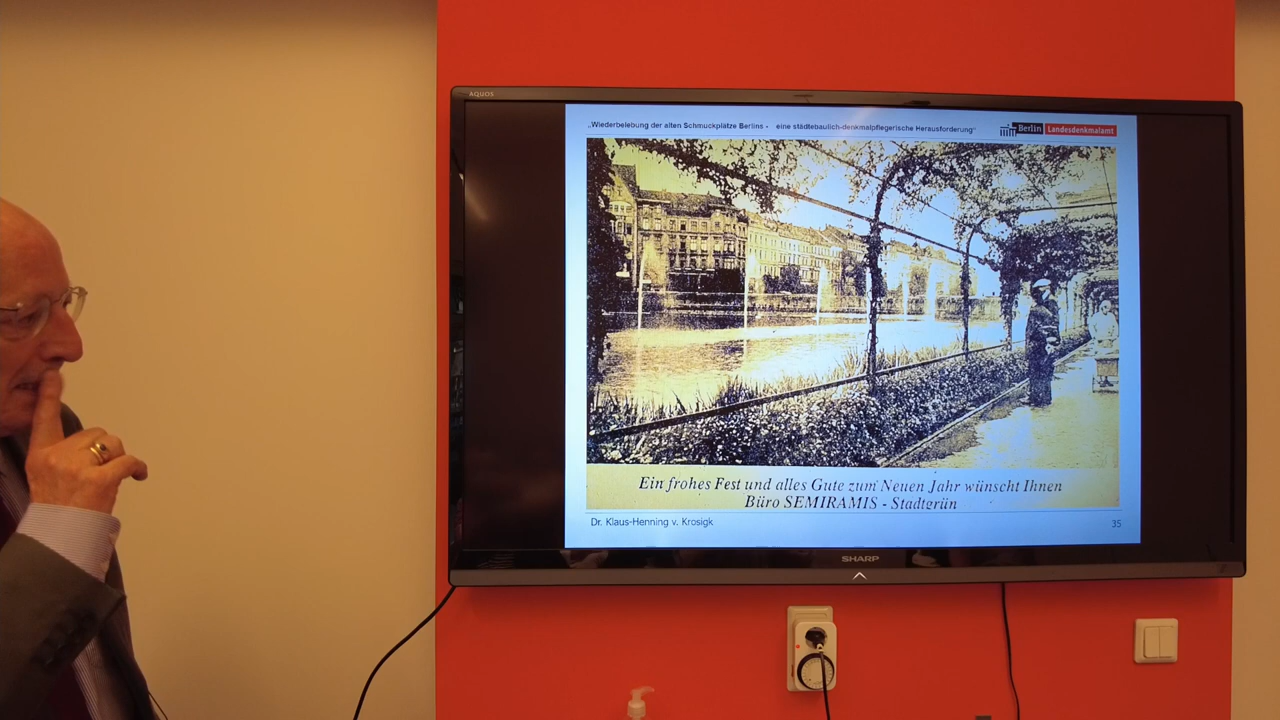 AQUOS
„Wiederbelebung der alten Schmuckplätze Berlins - eine städtebaulich-denkmalpflegerische Herausforderung“
Berlin Landesdenkmalamt
Ein frohes Fest und alles Gute zum Neuen Jahr wünscht Ihnen
Büro SEMIRAMIS - Stadtgrün
Dr. Klaus-Henning v. Krosigk
35
SHARP